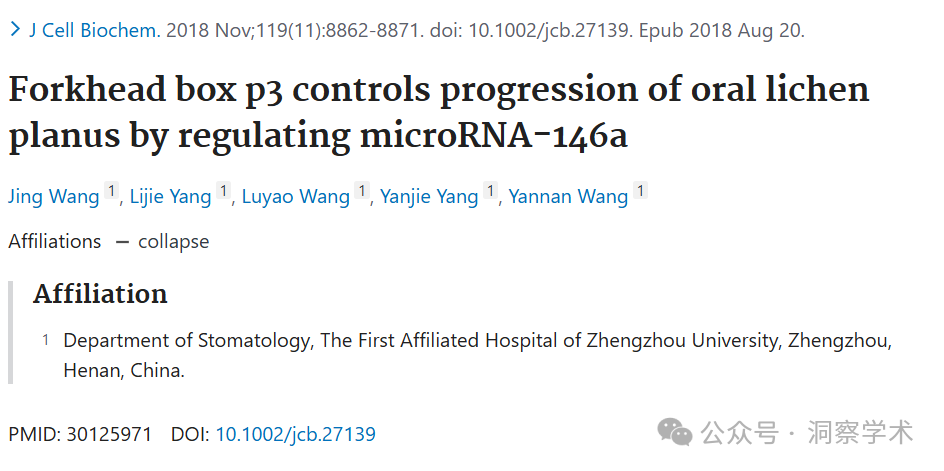 J Cell Biochem. 2018 Nov;119(11):8862-8871. doi: 10.1002/jcb.27139. Epub 2018 Aug 20.
Forkhead box p3 controls progression of oral lichen
planus by regulating microRNA-146a
Jing Wang 1, Lijie Yang 1, Luyao Wang 1, Yanjie Yang 1, Yannan Wang 1
Affiliations — collapse
Affiliation
1 Department of Stomatology, The First Affiliated Hospital of Zhengzhou University, Zhengzhou,
Henan, China.
PMID: 30125971 DOI: 10.1002/jcb.27139
公众号 · 洞察学术